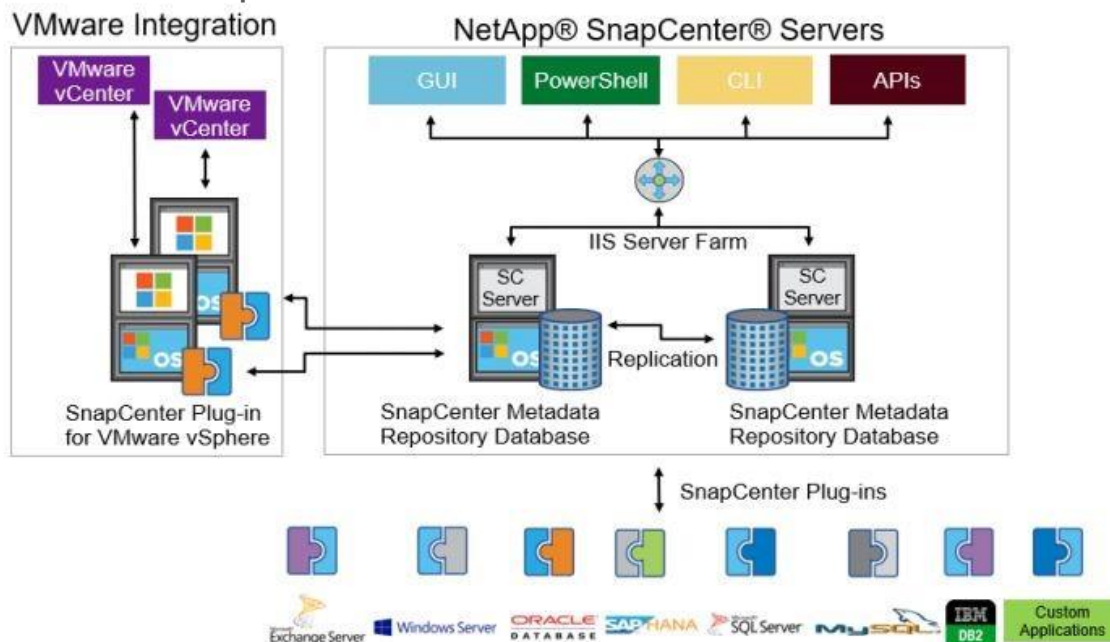 VMware Integration
NetApp® SnapCenter® Servers
VMware
vCenter
VMware
vCenter
GUI
PowerShell
CLI
APIs
IIS Server Farm
SC
Server
SC
Server
OS
OS
OS
OS
Replication
SnapCenter Plug-in
for VMware vSphere
SnapCenter Metadata
Repository Database
SnapCenter Metadata
Repository Database
SnapCenter Plug-ins
Exchange Server
Windows Server
ORACLE
DATABASE
SAP HANA
SQL Server
MySQL
IBM
DB2
Custom
Applications